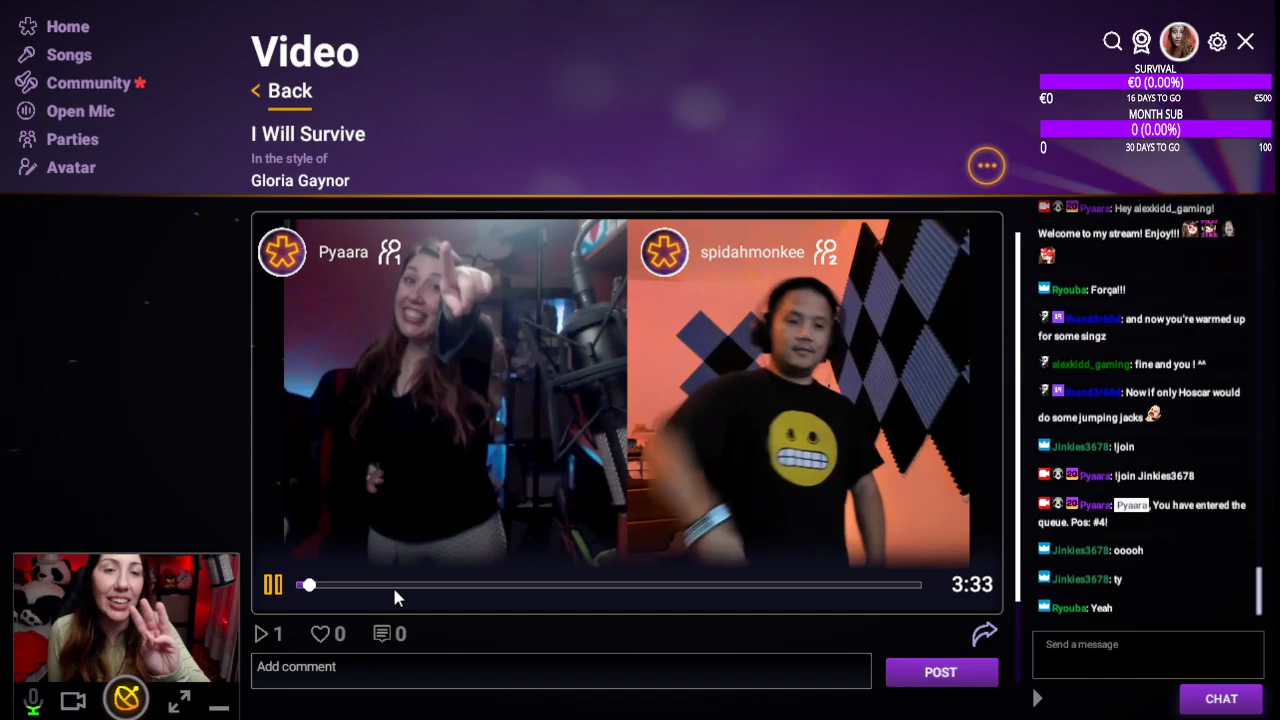 Home
Songs
Community *
Open Mic
Parties
Avatar
Video
< Back
I Will Survive
In the style of
Gloria Gaynor
SURVIVAL
€0 (0.00%)
€0 16 DAYS TO GO €500
MONTH SUB
0 (0.00%)
0 30 DAYS TO GO 100
Pyaara 1
spidahmonkee 2
3:33
1 0 0
Add comment
POST
20 Pyaara: Hey alexkidd_gaming!
Welcome to my stream! Enjoy!!!
Ryouba: Força!!!
: and now you're warmed up
for some singz
alexkidd_gaming: fine and you ! ^^
: Now if only Hoscar would
do some jumping jacks
Jinkies3678: !join
20 Pyaara: !join Jinkies3678
20 Pyaara: Pyaara, You have entered the
queue. Pos: #4!
Jinkies3678: ooooh
Jinkies3678: ty
Ryouba: Yeah
Send a message
CHAT